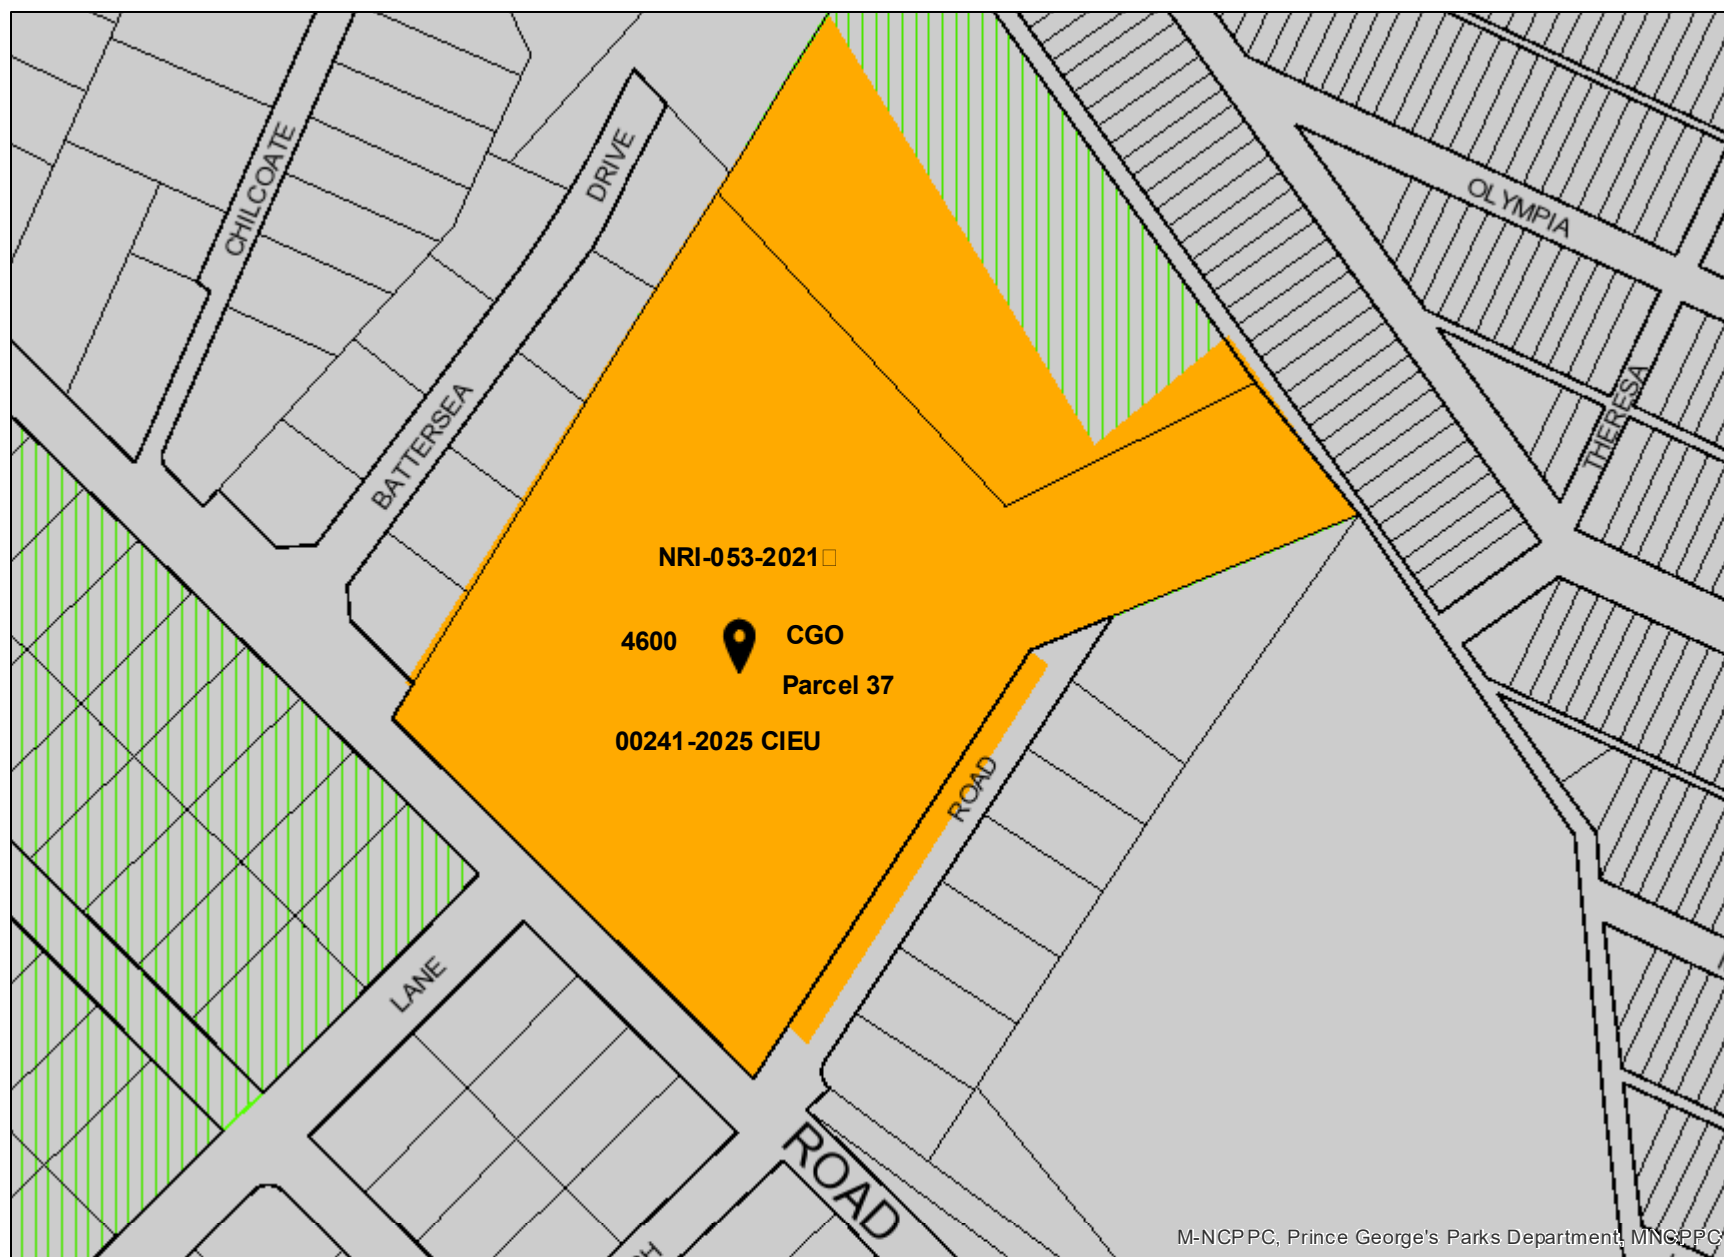 CHILCOATE
DRIVE
OLYMPIA
BATTERSEA
THERESA
NRI-053-2021
4600
CGO
Parcel 37
00241-2025 CIEU
ROAD
LANE
ROAD
M-NCPPC, Prince George's Parks Department, MNCPPC